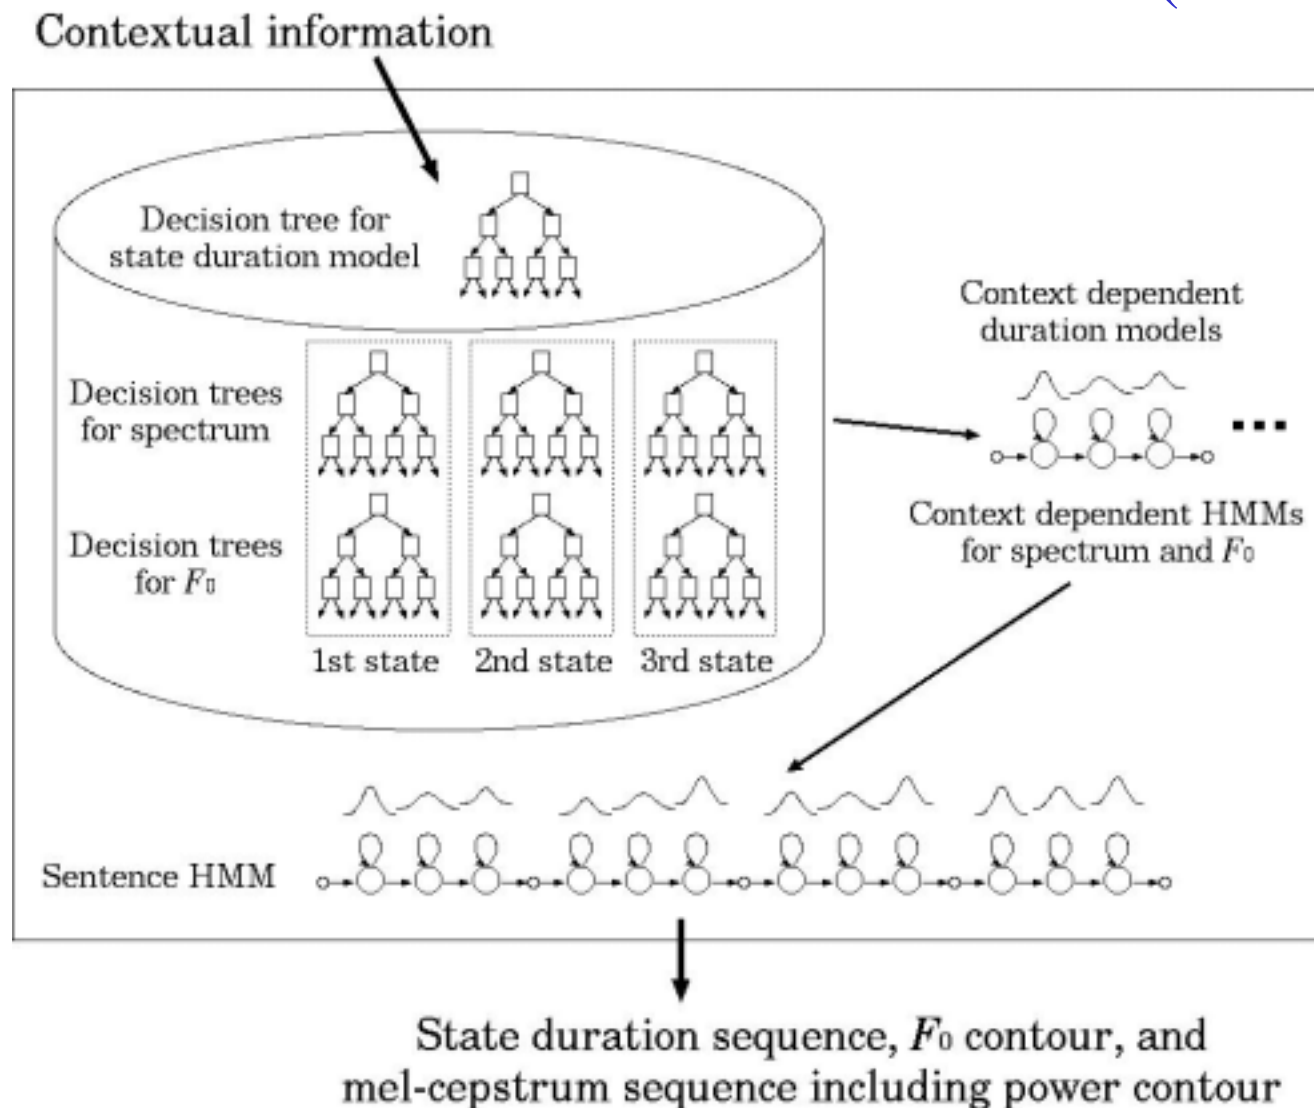 Contextual information
Decision tree for
state duration model
Decision trees
for spectrum
Decision trees
for F₀
1st state
2nd state
3rd state
Context dependent
duration models
Context dependent HMMs
for spectrum and F₀
Sentence HMM
State duration sequence, F₀ contour, and
mel-cepstrum sequence including power contour